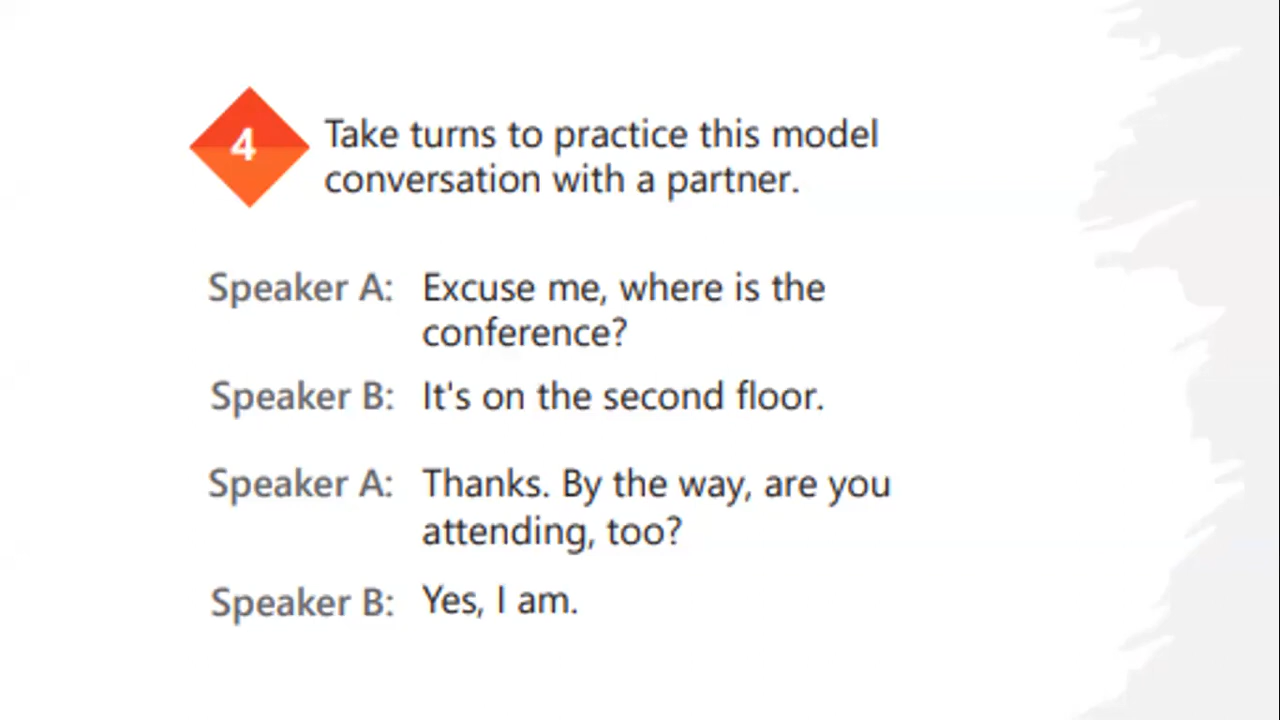 4
Take turns to practice this model
conversation with a partner.
Speaker A: Excuse me, where is the
conference?
Speaker B: It's on the second floor.
Speaker A: Thanks. By the way, are you
attending, too?
Speaker B: Yes, I am.